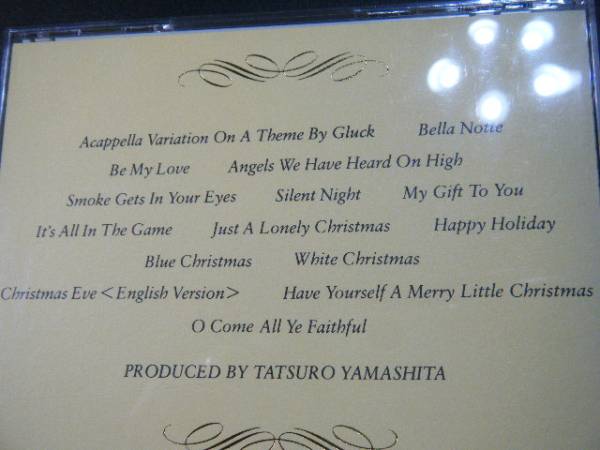 Acappella Variation On A Theme By Gluck Bella Notte
Be My Love Angels We Have Heard On High
Smoke Gets In Your Eyes Silent Night My Gift To You
It's All In The Game Just A Lonely Christmas Happy Holiday
Blue Christmas White Christmas
Christmas Eve <English Version> Have Yourself A Merry Little Christmas
O Come All Ye Faithful
PRODUCED BY TATSURO YAMASHITA